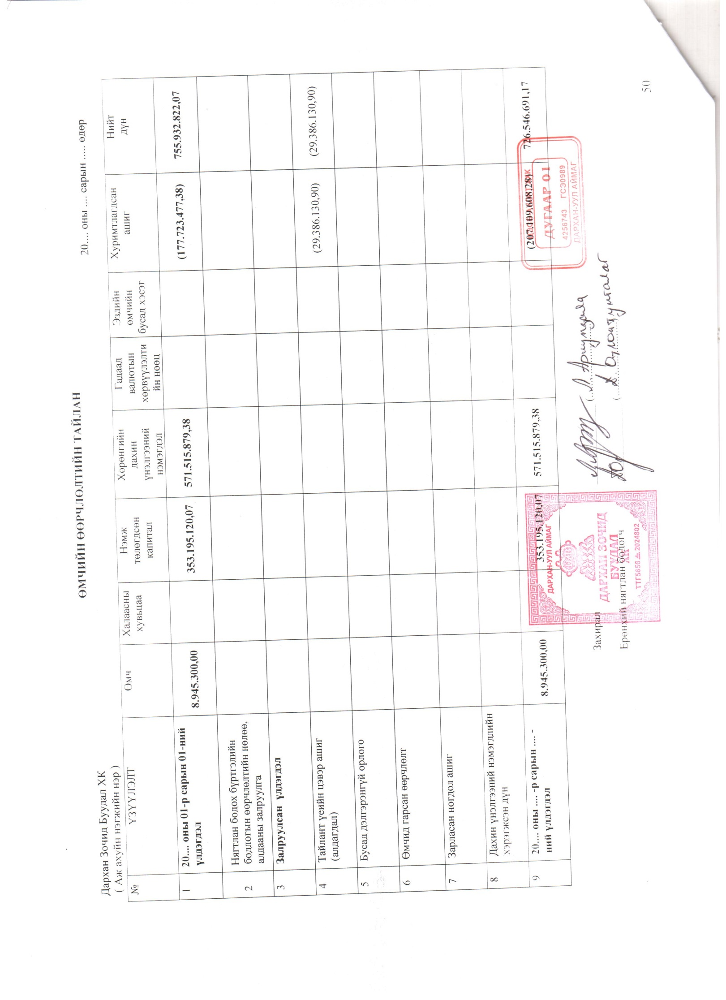 ӨМЧИЙН ӨӨРЧЛӨЛТИЙН ТАЙЛАН
Дархан Зочид Буудал ХК
( Аж ахуйн нэгжийн нэр )
20.... оны .... сарын ..... өдөр
№ ҮЗҮҮЛЭЛТ Өмч Халаасны хувьцаа Нэмж төлөгдсөн капитал Хөрөнгийн дахин үнэлгээний нэмэгдэл Гадаад валютын хөрвүүлэлтийн нөөц Эздийн өмчийн бусад хэсэг Хуримтлагдсан ашиг Нийт дүн
1 20.... оны 01-р сарын 01-ний үлдэгдэл 8.945.300,00 353.195.120,07 571.515.879,38 (177.723.477,38) 755.932.822,07
2 Нягтлан бодох бүртгэлийн бодлогын өөрчлөлтийн нөлөө, алдааны залруулга
3 Залруулсан үлдэгдэл
4 Тайлант үеийн цэвэр ашиг (алдагдал) (29.386.130,90) (29.386.130,90)
5 Бусад дэлгэрэнгүй орлого
6 Өмчид гарсан өөрчлөлт
7 Зарласан ногдол ашиг
8 Дахин үнэлгээний нэмэгдлийн хэрэгжсэн дүн
9 20.... оны .... -р сарын .... -ний үлдэгдэл 8.945.300,00 353.195.120,07 571.515.879,38 (207.109.608,28) 726.546.691,17
ДАРХАН-УУЛ АЙМАГ
ДАРХАН ЗОЧИД
БУУДАЛ
ХК
ТТГ5656 2024802
ДУГААР 01
4256743 ГСЭ0989
ДАРХАН-УУЛ АЙМАГ
Захирал
Ерөнхий нягтлан бодогч
50